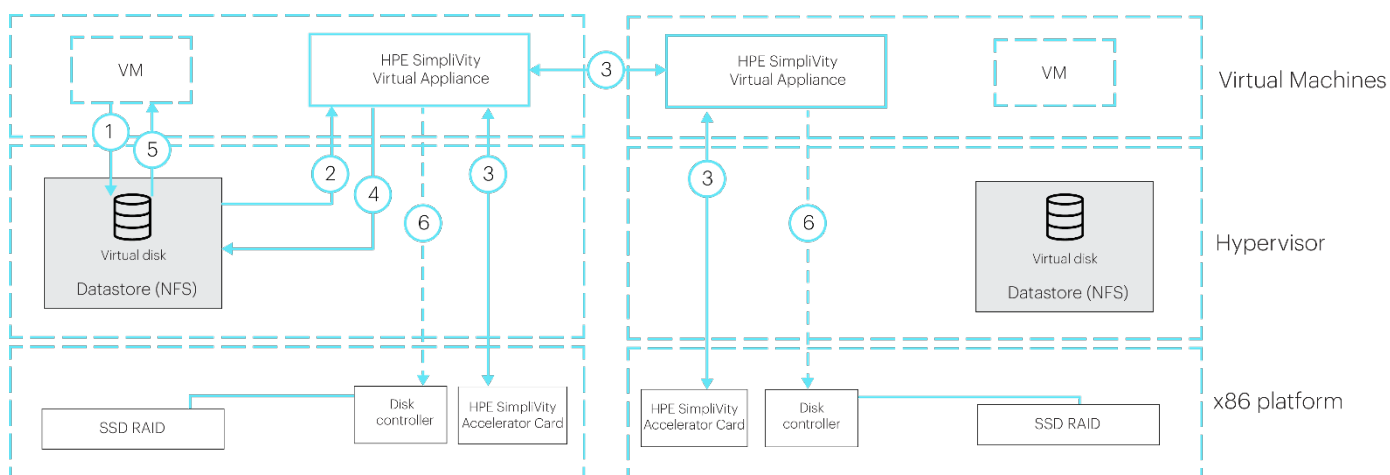 VM
HPE SimpliVity
Virtual Appliance
3
HPE SimpliVity
Virtual Appliance
VM
Virtual Machines
1
5
2
4
3
6
3
6
Virtual disk
Datastore (NFS)
Virtual disk
Datastore (NFS)
Hypervisor
SSD RAID
Disk
controller
HPE SimpliVity
Accelerator Card
HPE SimpliVity
Accelerator Card
Disk
controller
SSD RAID
x86 platform